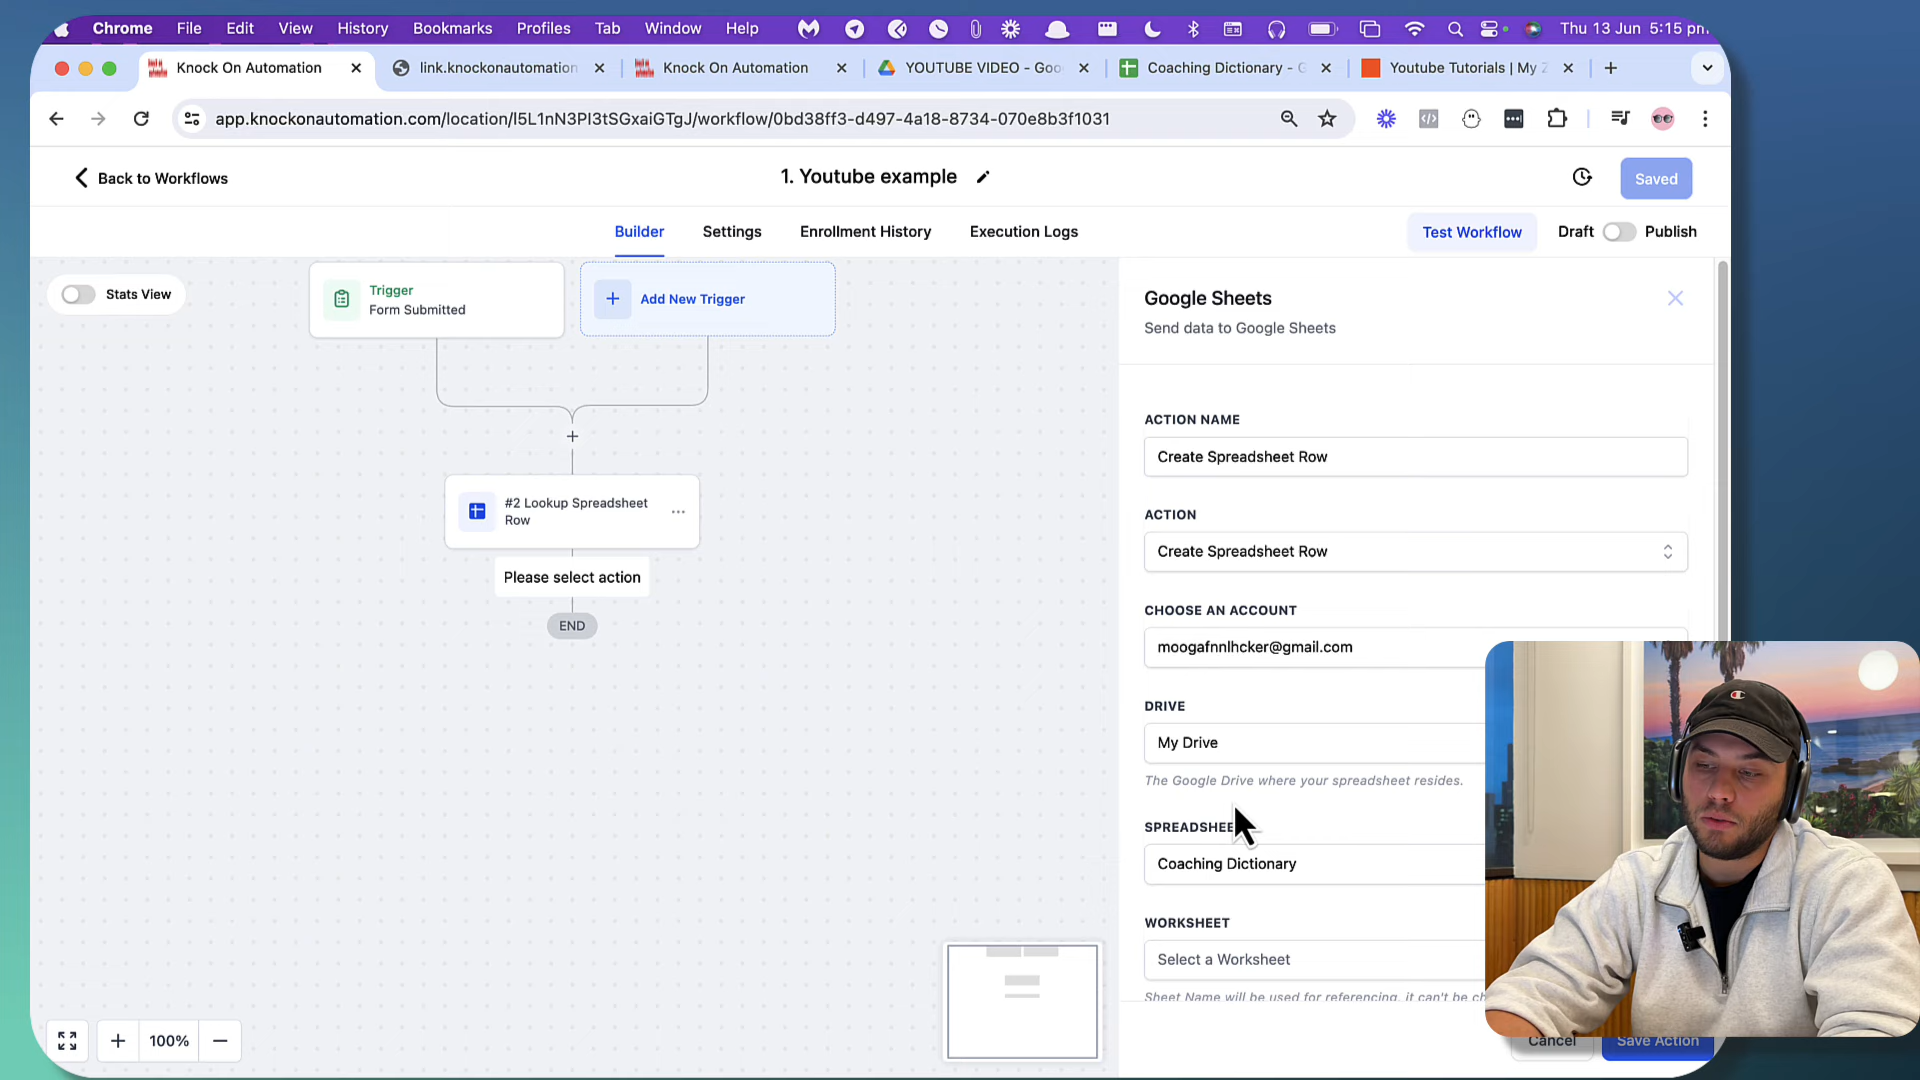 Chrome File Edit View History Bookmarks Profiles Tab Window Help Thu 13 Jun 5:15 pm
Knock On Automation link.knockonautomation Knock On Automation YOUTUBE VIDEO - Goo Coaching Dictionary - G Youtube Tutorials | My Z
app.knockonautomation.com/location/l5L1nN3PI3tSGxaiGTgJ/workflow/0bd38ff3-d497-4a18-8734-070e8b3f1031
Back to Workflows 1. Youtube example Saved
Builder Settings Enrollment History Execution Logs Test Workflow Draft Publish
Stats View
Trigger
Form Submitted
Add New Trigger
#2 Lookup Spreadsheet
Row
Please select action
END
100%
Google Sheets
Send data to Google Sheets
ACTION NAME
Create Spreadsheet Row
ACTION
Create Spreadsheet Row
CHOOSE AN ACCOUNT
moogafnnlhcker@gmail.com
DRIVE
My Drive
The Google Drive where your spreadsheet resides.
SPREADSHEE
Coaching Dictionary
WORKSHEET
Select a Worksheet
Sheet Name will be used for referencing, it can't be ch
Cancel Save Action